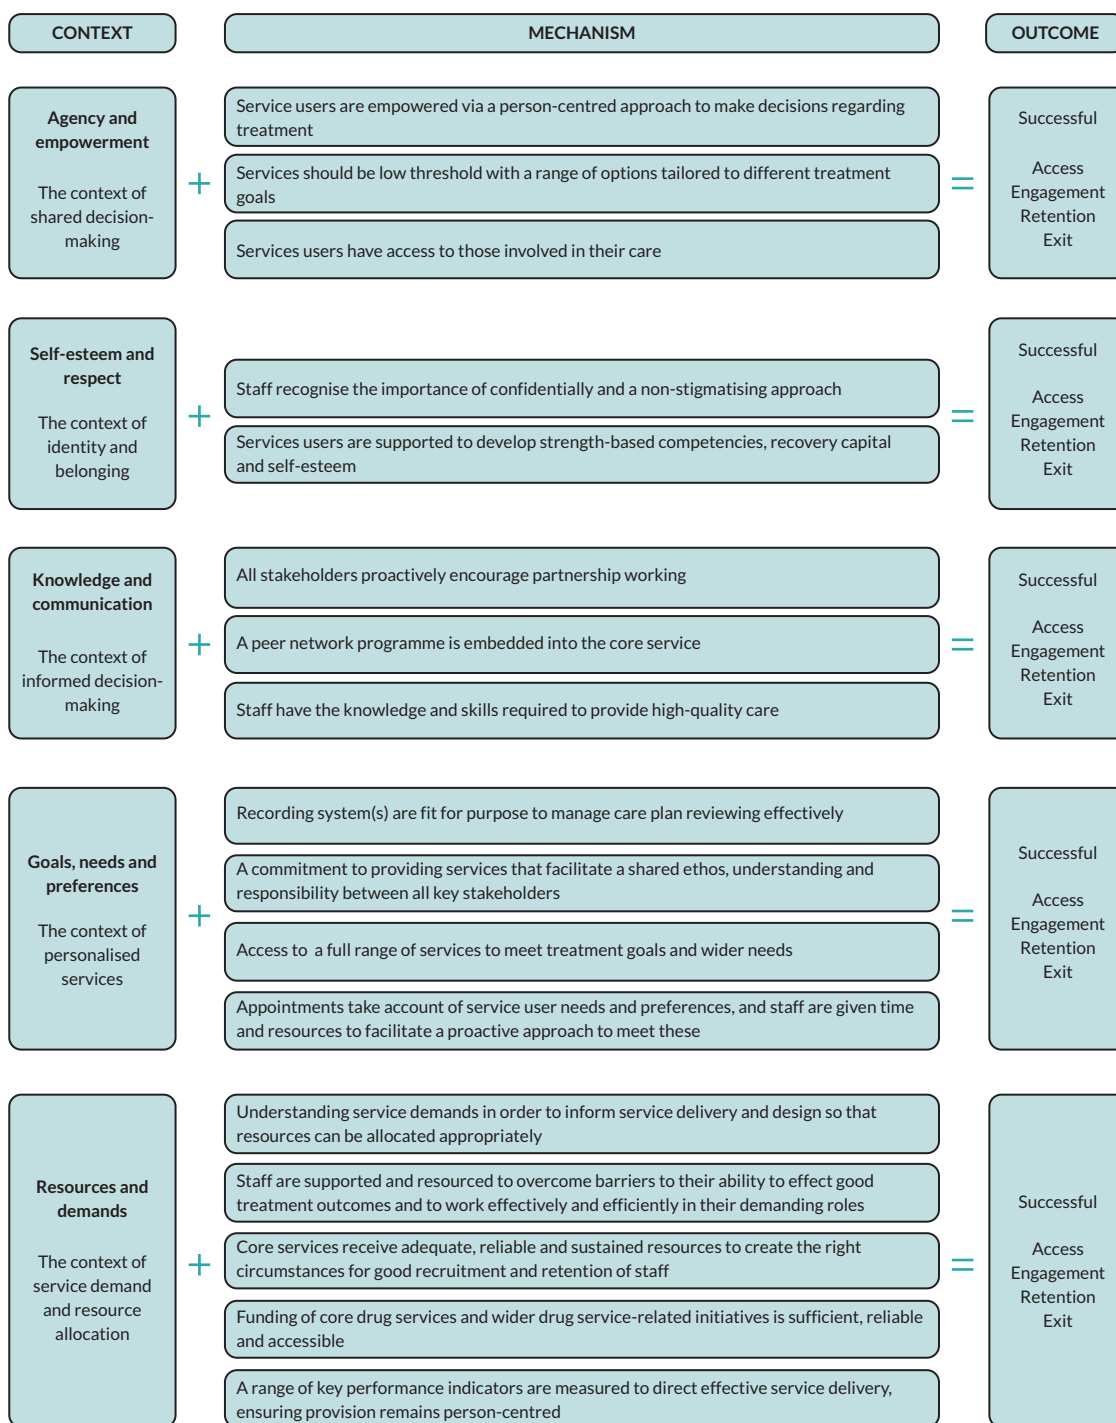 CONTEXT
MECHANISM
OUTCOME
Agency and
empowerment
The context of
shared decision-
making
+
Service users are empowered via a person-centred approach to make decisions regarding
treatment
Services should be low threshold with a range of options tailored to different treatment
goals
Services users have access to those involved in their care
=
Successful
Access
Engagement
Retention
Exit
Self-esteem and
respect
The context of
identity and
belonging
+
Staff recognise the importance of confidentially and a non-stigmatising approach
Services users are supported to develop strength-based competencies, recovery capital
and self-esteem
=
Successful
Access
Engagement
Retention
Exit
Knowledge and
communication
The context of
informed decision-
making
+
All stakeholders proactively encourage partnership working
A peer network programme is embedded into the core service
Staff have the knowledge and skills required to provide high-quality care
=
Successful
Access
Engagement
Retention
Exit
Goals, needs and
preferences
The context of
personalised
services
+
Recording system(s) are fit for purpose to manage care plan reviewing effectively
A commitment to providing services that facilitate a shared ethos, understanding and
responsibility between all key stakeholders
Access to a full range of services to meet treatment goals and wider needs
Appointments take account of service user needs and preferences, and staff are given time
and resources to facilitate a proactive approach to meet these
=
Successful
Access
Engagement
Retention
Exit
Resources and
demands
The context of
service demand
and resource
allocation
+
Understanding service demands in order to inform service delivery and design so that
resources can be allocated appropriately
Staff are supported and resourced to overcome barriers to their ability to effect good
treatment outcomes and to work effectively and efficiently in their demanding roles
Core services receive adequate, reliable and sustained resources to create the right
circumstances for good recruitment and retention of staff
Funding of core drug services and wider drug service-related initiatives is sufficient, reliable
and accessible
A range of key performance indicators are measured to direct effective service delivery,
ensuring provision remains person-centred
=
Successful
Access
Engagement
Retention
Exit